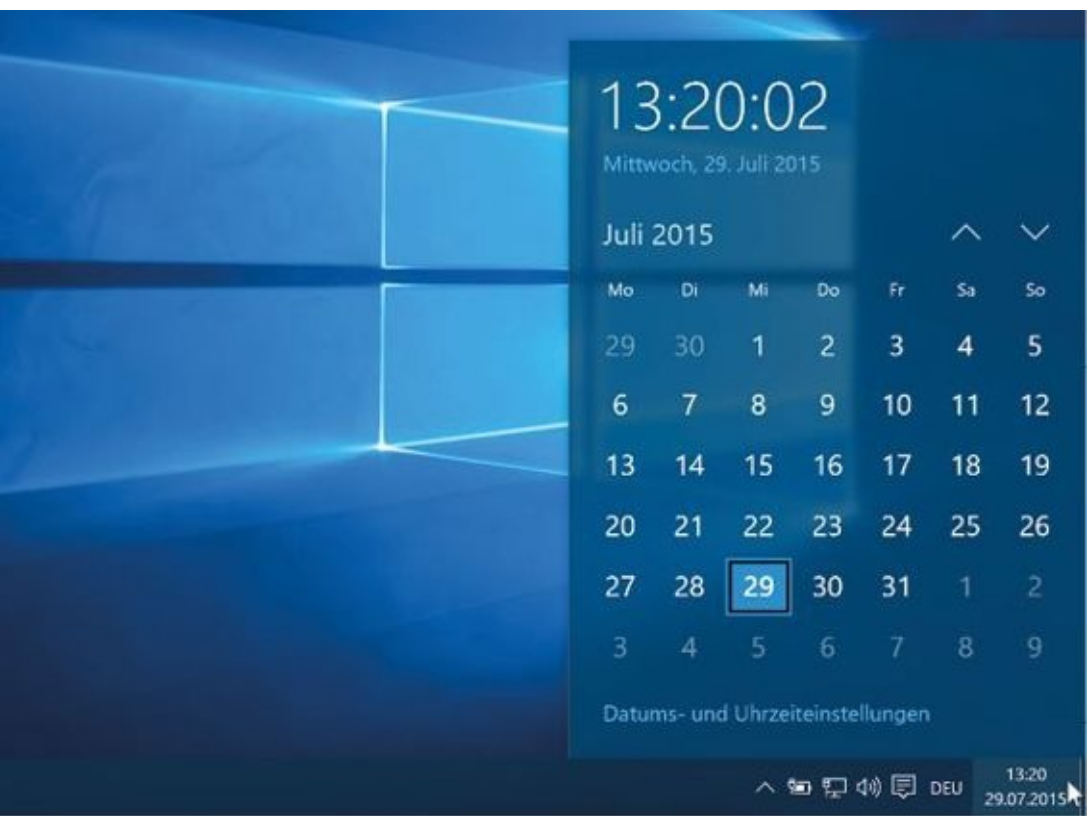 13:20:02
Mittwoch, 29. Juli 2015
Juli 2015
Mo Di Mi Do Fr Sa So
29 30 1 2 3 4 5
6 7 8 9 10 11 12
13 14 15 16 17 18 19
20 21 22 23 24 25 26
27 28 29 30 31 1 2
3 4 5 6 7 8 9
Datums- und Uhrzeiteinstellungen
DEU 13:20
29.07.2015